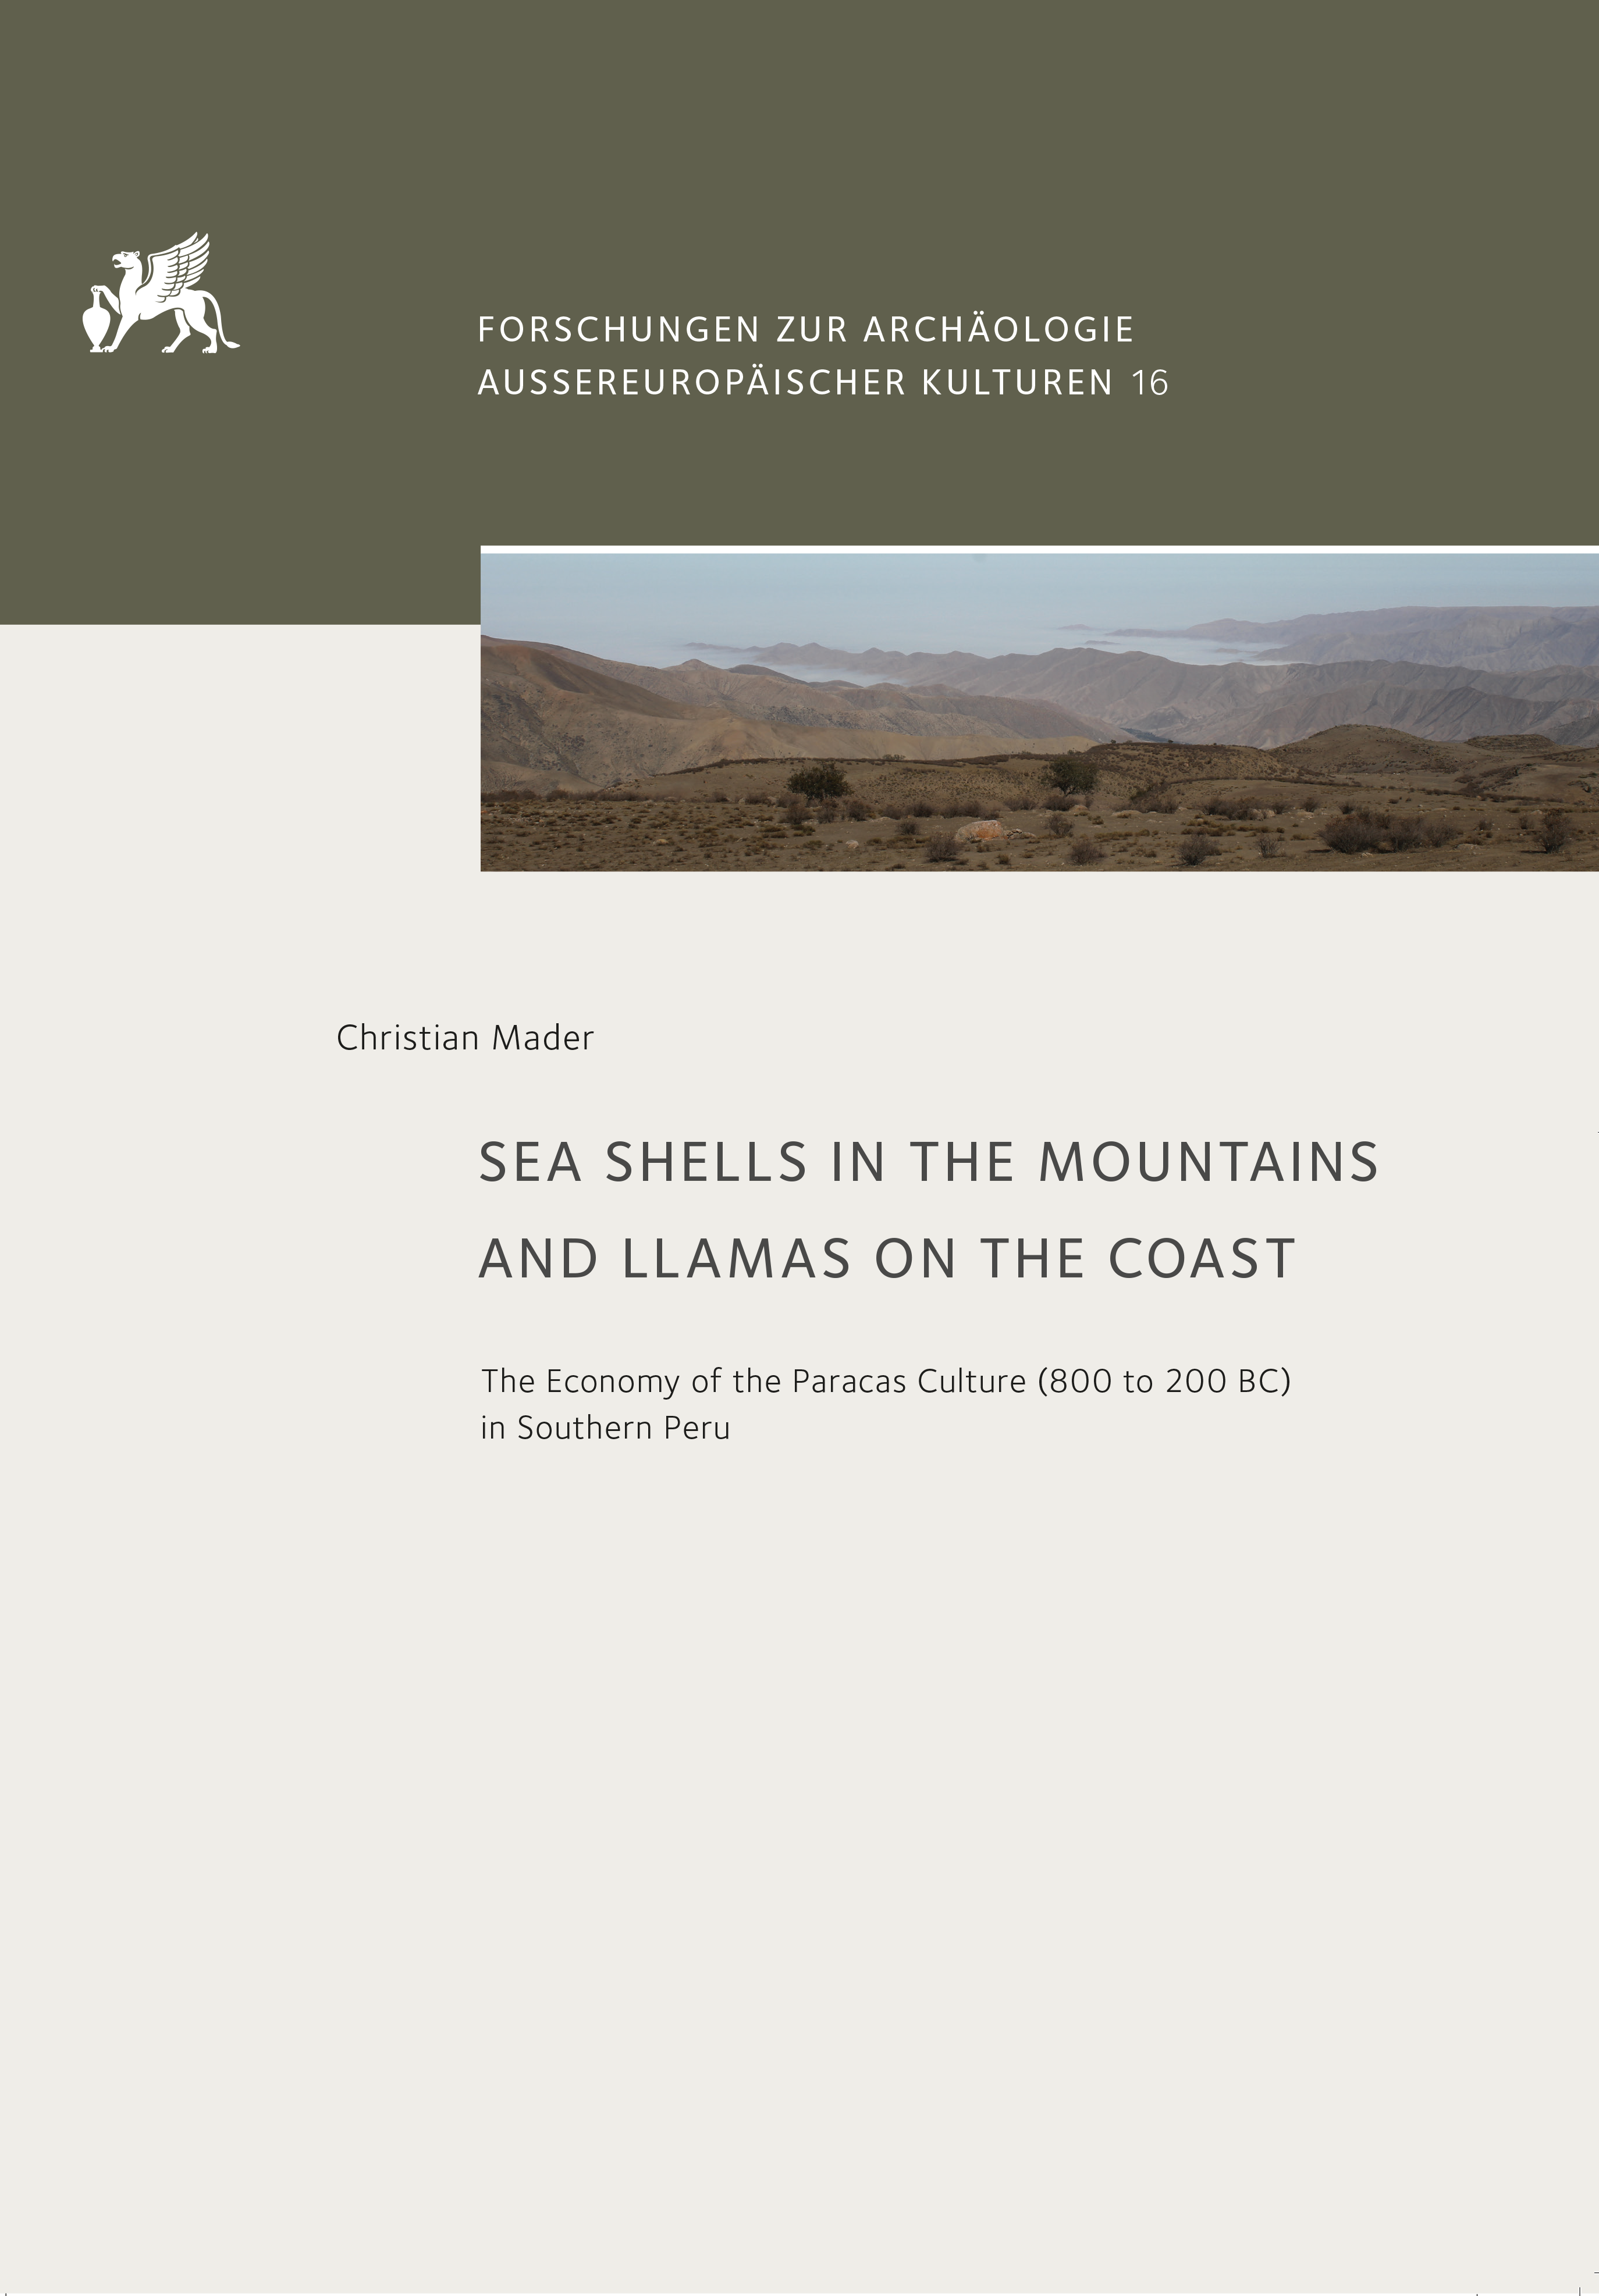 FORSCHUNGEN ZUR ARCHÄOLOGIE
AUSSEREUROPÄISCHER KULTUREN 16
Christian Mader
SEA SHELLS IN THE MOUNTAINS
AND LLAMAS ON THE COAST
The Economy of the Paracas Culture (800 to 200 BC)
in Southern Peru